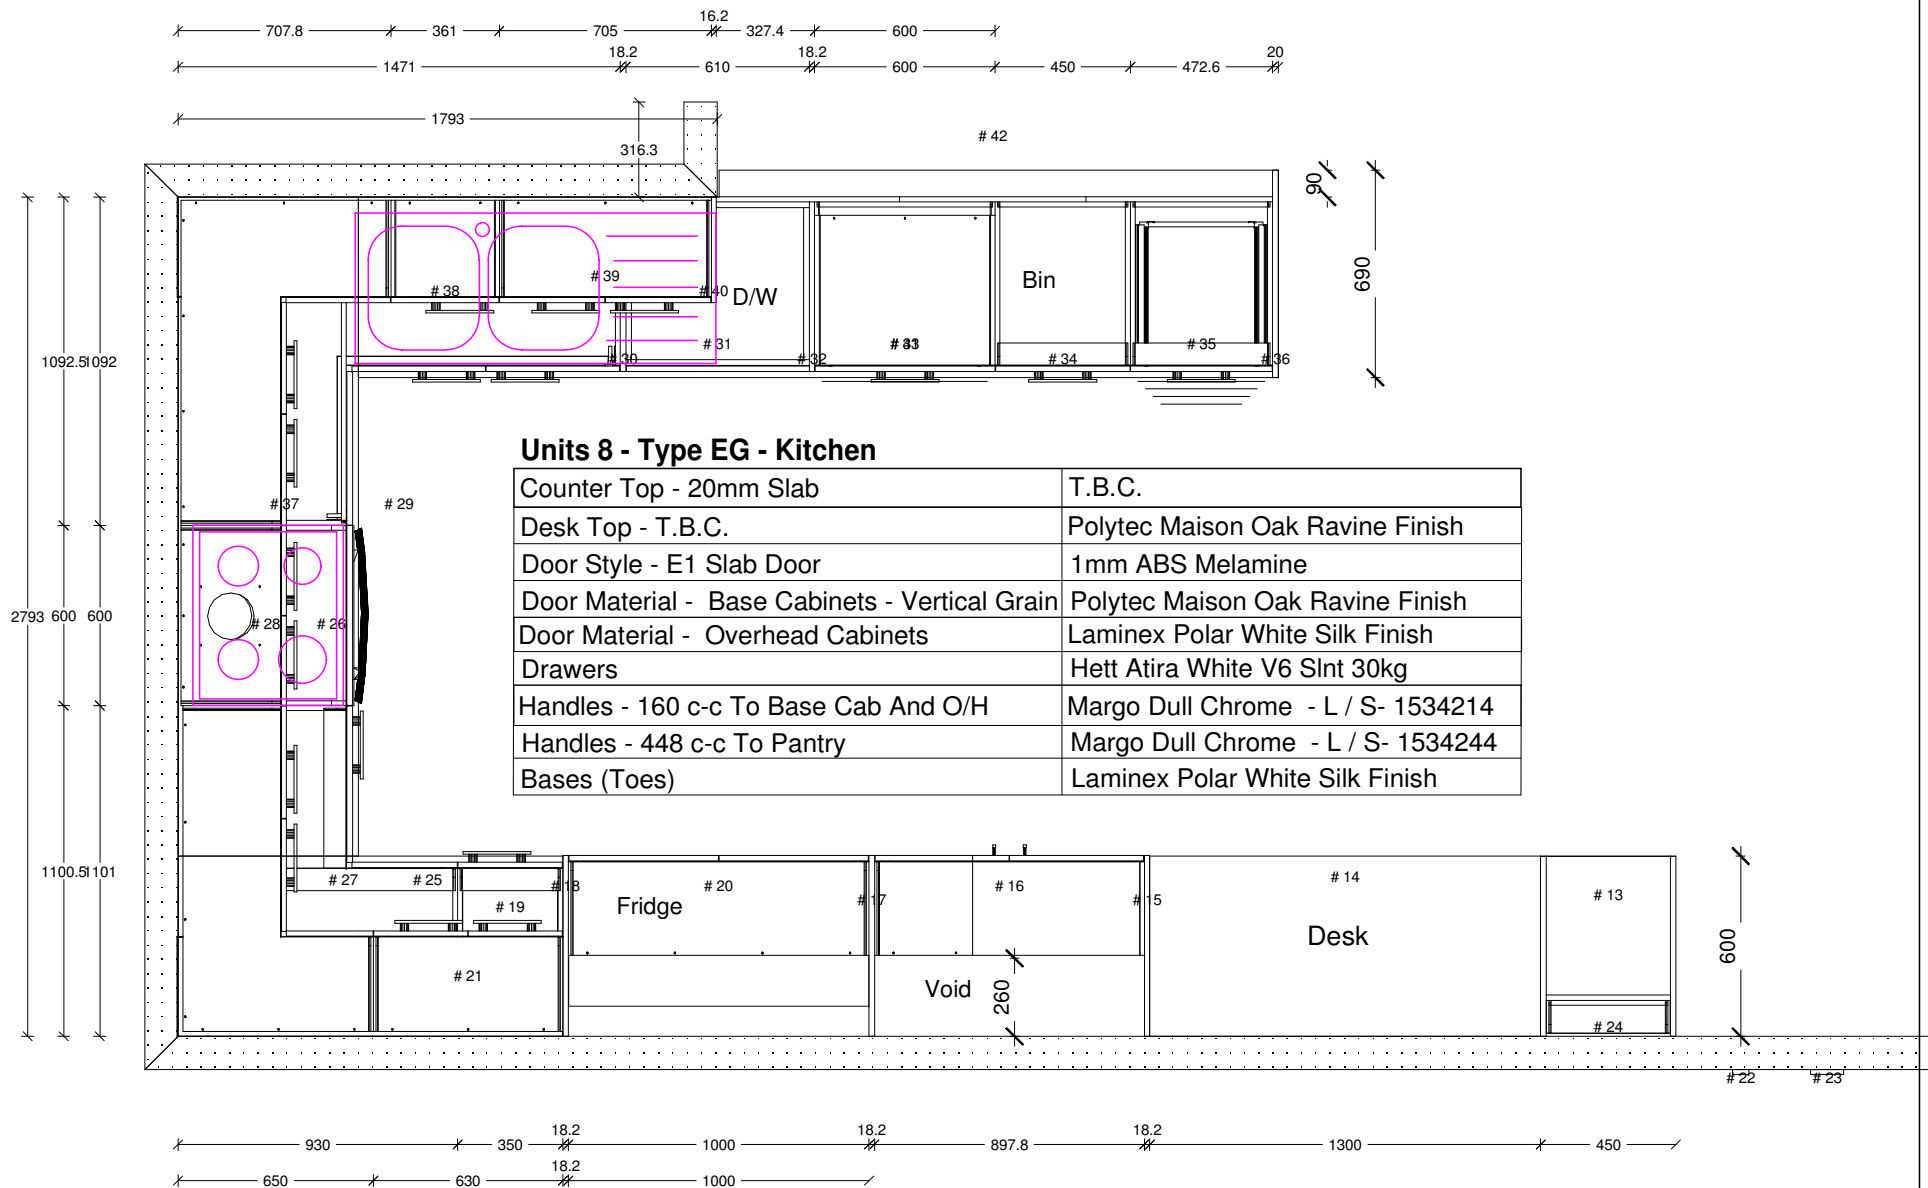 16.2
707.8 361 705 327.4 600
18.2 18.2 20
1471 610 600 450 472.6
1793
# 42
316.3
90
690
# 38 # 39 # 40 D/W Bin
# 30 # 31 # 32 # 33 # 34 # 35 # 36
1092.5 1092
# 37 # 29
2793 600 600
# 28 # 26
Units 8 - Type EG - Kitchen
Counter Top - 20mm Slab T.B.C.
Desk Top - T.B.C. Polytec Maison Oak Ravine Finish
Door Style - E1 Slab Door 1mm ABS Melamine
Door Material - Base Cabinets - Vertical Grain Polytec Maison Oak Ravine Finish
Door Material - Overhead Cabinets Laminex Polar White Silk Finish
Drawers Hett Atira White V6 Slnt 30kg
Handles - 160 c-c To Base Cab And O/H Margo Dull Chrome - L / S- 1534214
Handles - 448 c-c To Pantry Margo Dull Chrome - L / S- 1534244
Bases (Toes) Laminex Polar White Silk Finish
1100.5 1101
# 27 # 25 # 18 # 20 # 17 # 16 # 15 # 14 # 13
# 19 Fridge Desk
600
# 21 Void 260
# 24
# 22 # 23
18.2 18.2 18.2
930 350 1000 897.8 1300 450
18.2
650 630 1000